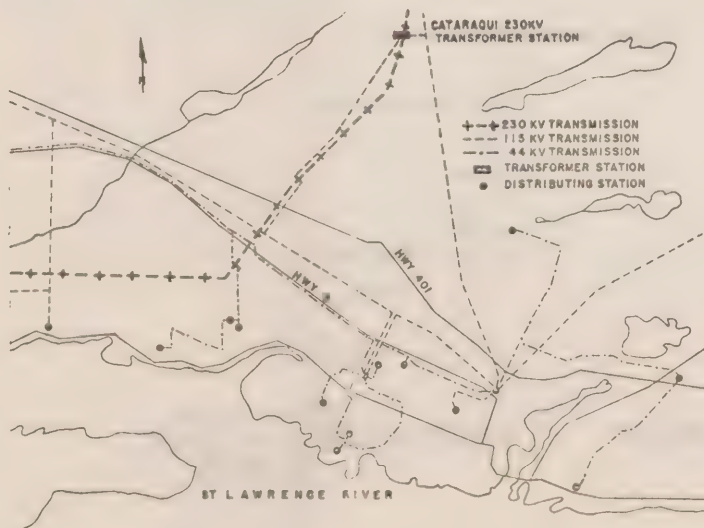 CATARAQUI 230KV
TRANSFORMER STATION
N
230 KV TRANSMISSION
115 KV TRANSMISSION
44 KV TRANSMISSION
TRANSFORMER STATION
DISTRIBUTING STATION
HWY 401
HWY
ST LAWRENCE RIVER